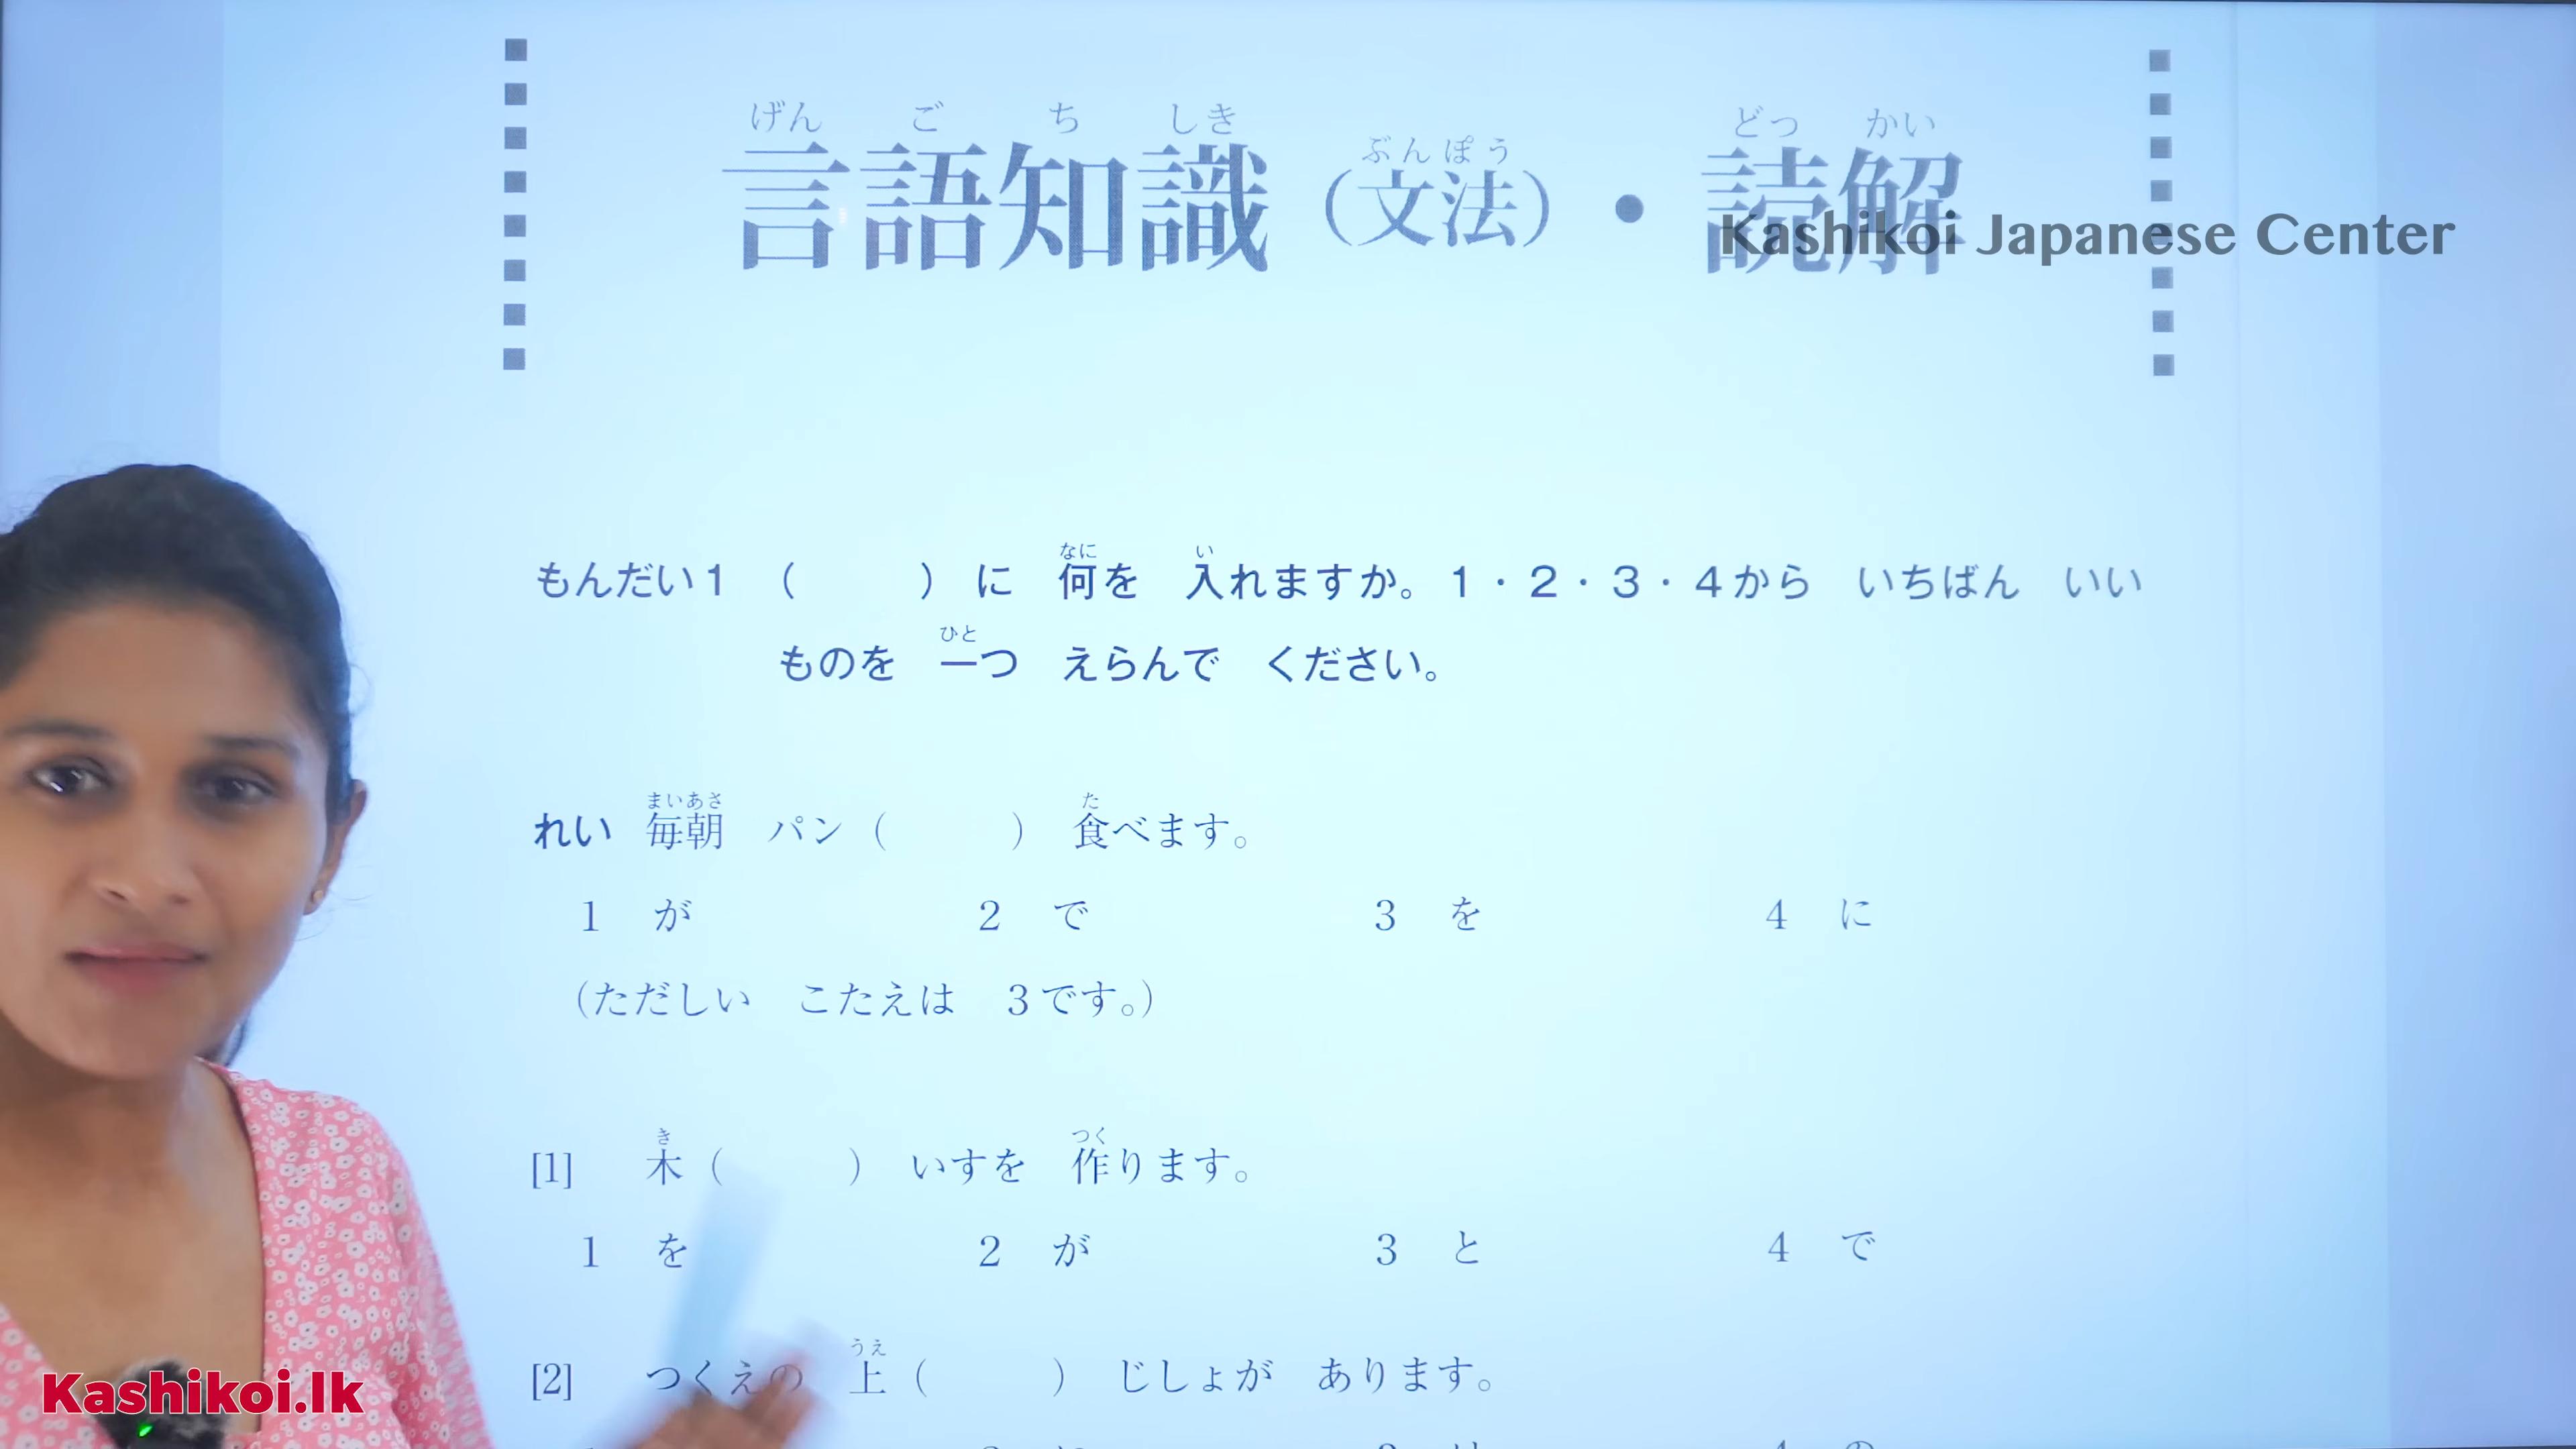 げん ご ち しき ぶんぽう どっ かい
言語知識（文法）・読解
Kashikoi Japanese Center
なに い
もんだい1 （ ）に 何を 入れますか。1・2・3・4から いちばん いい
ひと
ものを 一つ えらんで ください。
まいあさ た
れい 毎朝 パン（ ） 食べます。
1 が 2 で 3 を 4 に
（ただしい こたえは 3です。）
き つく
[1] 木（ ） いすを 作ります。
1 を 2 が 3 と 4 で
うえ
[2] つくえの 上（ ） じしょが あります。
Kashikoi.lk